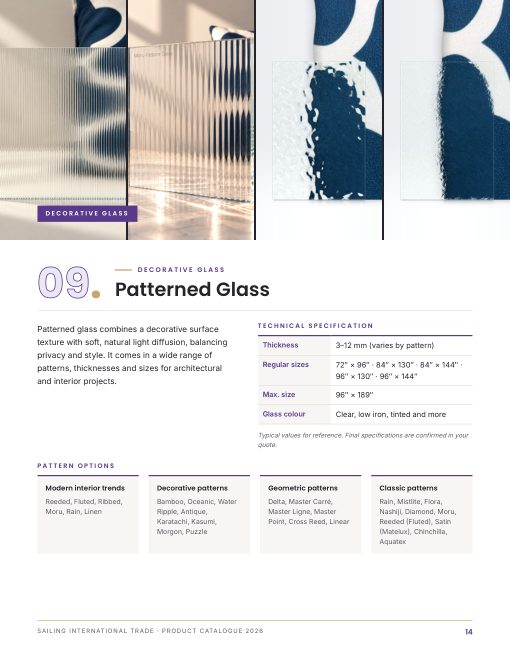 DECORATIVE GLASS
09.
DECORATIVE GLASS
Patterned Glass
Patterned glass combines a decorative surface
texture with soft, natural light diffusion, balancing
privacy and style. It comes in a wide range of
patterns, thicknesses and sizes for architectural
and interior projects.
TECHNICAL SPECIFICATION
Thickness 3–12 mm (varies by pattern)
Regular sizes 72″ × 96″ · 84″ × 130″ · 84″ × 144″ ·
96″ × 130″ · 96″ × 144″
Max. size 96″ × 189″
Glass colour Clear, low iron, tinted and more
Typical values for reference. Final specifications are confirmed in your
quote.
PATTERN OPTIONS
Modern interior trends
Reeded, Fluted, Ribbed,
Moru, Rain, Linen
Decorative patterns
Bamboo, Oceanic, Water
Ripple, Antique,
Karatachi, Kasumi,
Morgon, Puzzle
Geometric patterns
Delta, Master Carré,
Master Ligne, Master
Point, Cross Reed, Linear
Classic patterns
Rain, Mistlite, Flora,
Nashiji, Diamond, Moru,
Reeded (Fluted), Satin
(Matelux), Chinchilla,
Aquatex
SAILING INTERNATIONAL TRADE · PRODUCT CATALOGUE 2026
14